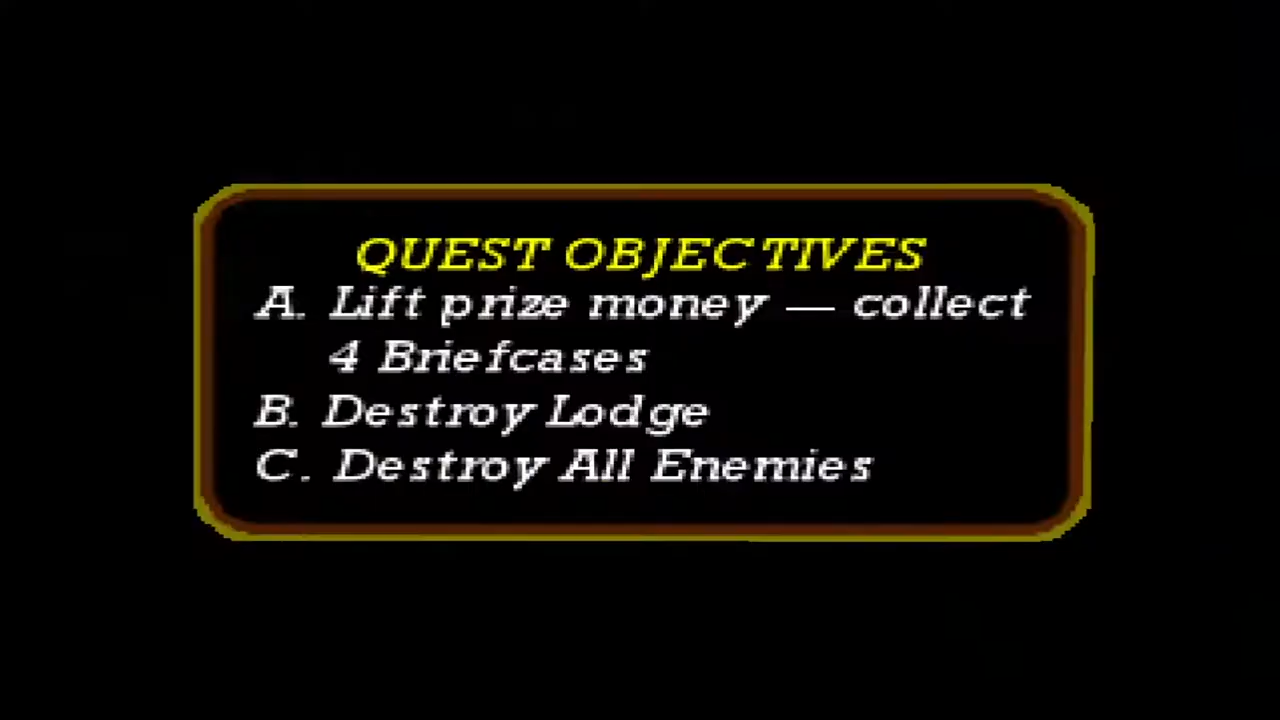 QUEST OBJECTIVES
A. Lift prize money — collect
4 Briefcases
B. Destroy Lodge
C. Destroy All Enemies